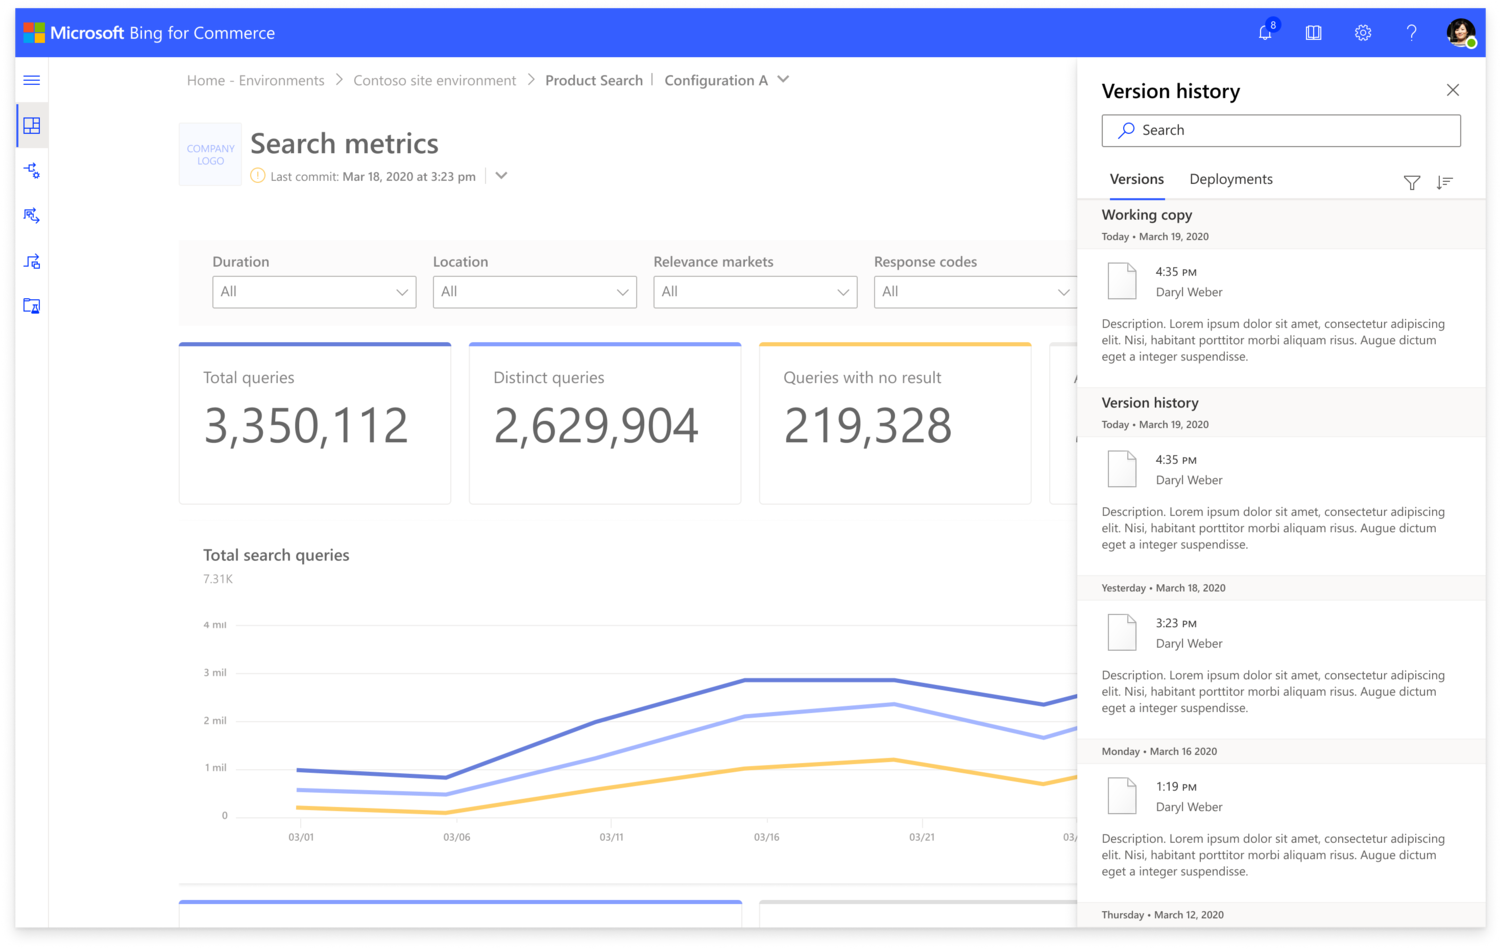 Microsoft Bing for Commerce
8
Home - Environments > Contoso site environment > Product Search | Configuration A
COMPANY
LOGO
Search metrics
Last commit: Mar 18, 2020 at 3:23 pm
Duration
All
Location
All
Relevance markets
All
Response codes
All
Total queries
3,350,112
Distinct queries
2,629,904
Queries with no result
219,328
Total search queries
7.31K
4 mil
3 mil
2 mil
1 mil
0
03/01
03/06
03/11
03/16
03/21
Version history
Search
Versions
Deployments
Working copy
Today • March 19, 2020
4:35 PM
Daryl Weber
Description. Lorem ipsum dolor sit amet, consectetur adipiscing
elit. Nisi, habitant porttitor morbi aliquam risus. Augue dictum
eget a integer suspendisse.
Version history
Today • March 19, 2020
4:35 PM
Daryl Weber
Description. Lorem ipsum dolor sit amet, consectetur adipiscing
elit. Nisi, habitant porttitor morbi aliquam risus. Augue dictum
eget a integer suspendisse.
Yesterday • March 18, 2020
3:23 PM
Daryl Weber
Description. Lorem ipsum dolor sit amet, consectetur adipiscing
elit. Nisi, habitant porttitor morbi aliquam risus. Augue dictum
eget a integer suspendisse.
Monday • March 16 2020
1:19 PM
Daryl Weber
Description. Lorem ipsum dolor sit amet, consectetur adipiscing
elit. Nisi, habitant porttitor morbi aliquam risus. Augue dictum
eget a integer suspendisse.
Thursday • March 12, 2020